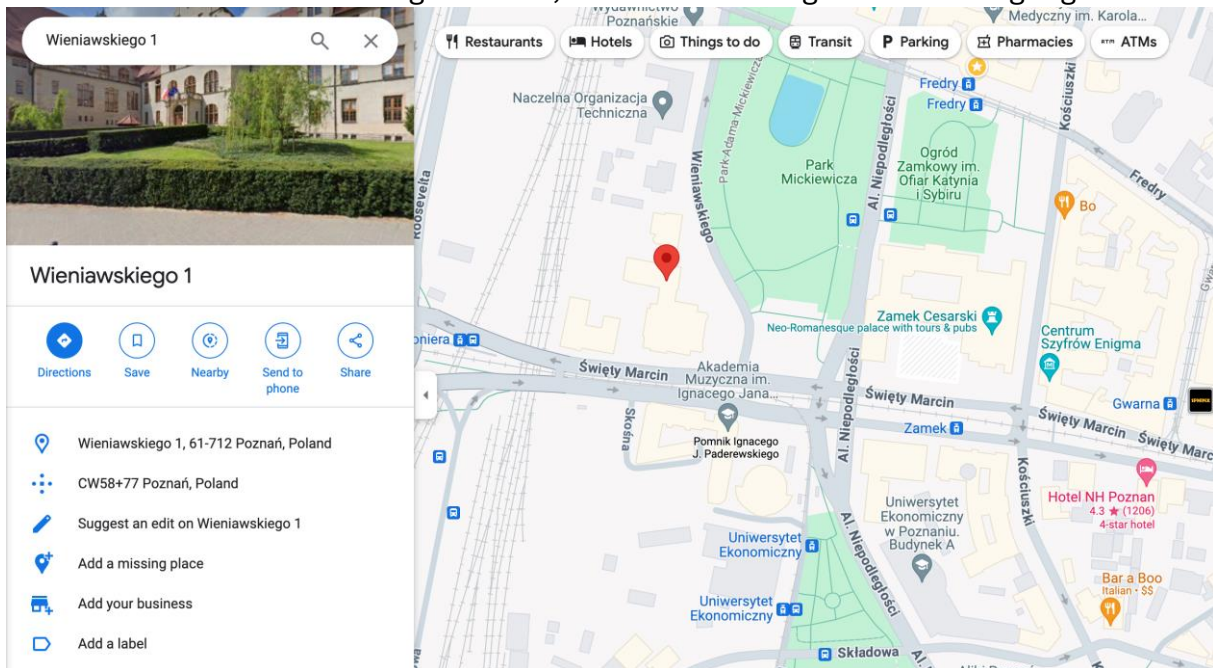 Wieniawskiego 1
Wieniawskiego 1
Directions
Save
Nearby
Send to
phone
Share
Wieniawskiego 1, 61-712 Poznań, Poland
CW58+77 Poznań, Poland
Suggest an edit on Wieniawskiego 1
Add a missing place
Add your business
Add a label
Restaurants
Hotels
Things to do
Transit
P Parking
Pharmacies
ATMs
Poznańskie
Medyczny im. Karola...
Naczelna Organizacja
Techniczna
Park Adama Mickiewicza
Wieniawskiego
Roosevelta
Park
Mickiewicza
Al. Niepodległości
Fredry
Fredry
Ogród
Zamkowy im.
Ofiar Katynia
i Sybiru
Kościuszki
Fredry
Bo
Zamek Cesarski
Neo-Romanesque palace with tours & pubs
Centrum
Szyfrów Enigma
Święty Marcin
Akademia
Muzyczna im.
Ignacego Jana...
Skośna
Pomnik Ignacego
J. Paderewskiego
Al. Niepodległości
Święty Marcin
Zamek
Gwarna
Święty Marcin
Kościuszki
Hotel NH Poznan
4.3 ★ (1206)
4-star hotel
Uniwersytet
Ekonomiczny
w Poznaniu.
Budynek A
Uniwersytet
Ekonomiczny
Al. Niepodległości
Uniwersytet
Ekonomiczny
Bar a Boo
Italian · $$
Składowa